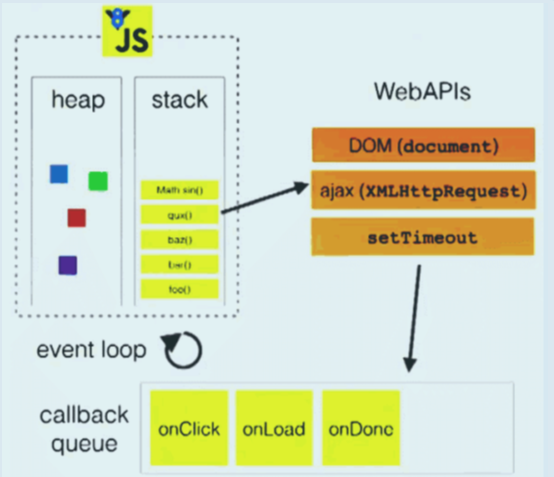 JS
heap
stack
WebAPIs
Math sin()
qux()
baz()
bar()
foo()
DOM (document)
ajax (XMLHttpRequest)
setTimeout
event loop
callback
queue
onClick
onLoad
onDone